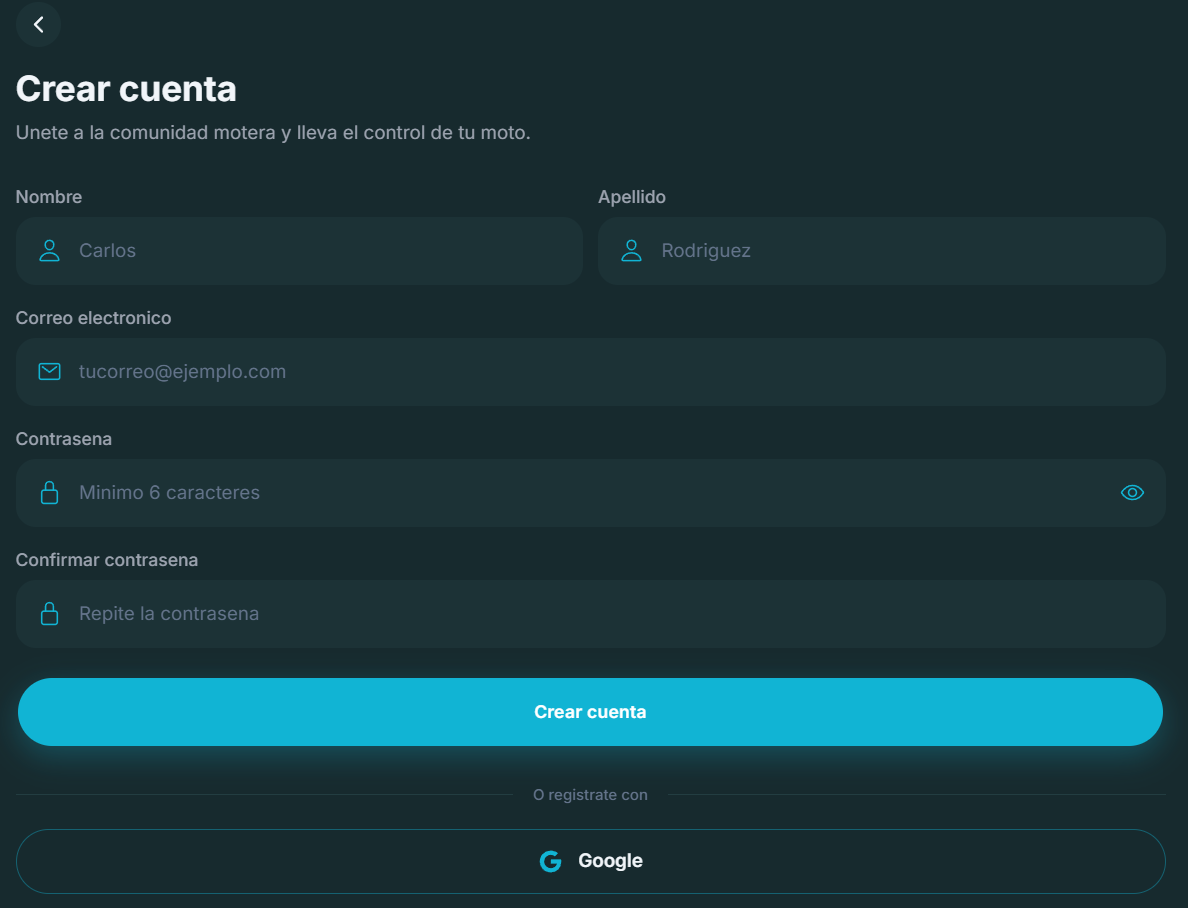 Crear cuenta
Unete a la comunidad motera y lleva el control de tu moto.
Nombre
Apellido
Carlos
Rodriguez
Correo electronico
tucorreo@ejemplo.com
Contrasena
Minimo 6 caracteres
Confirmar contrasena
Repite la contrasena
Crear cuenta
O registrate con
Google